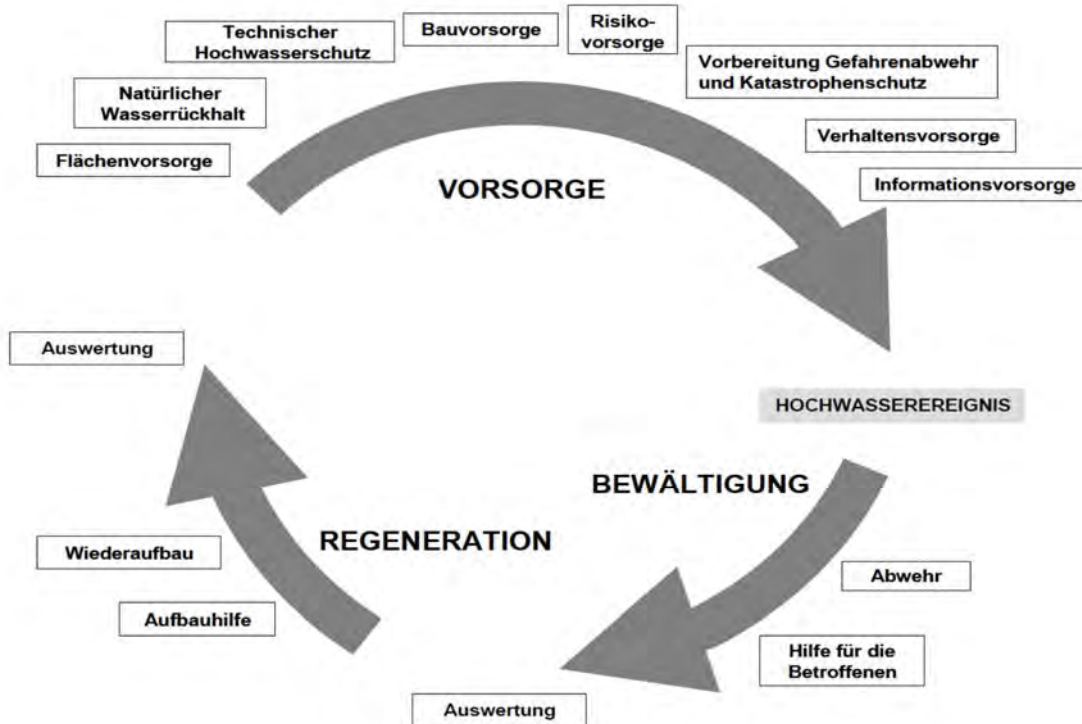 Technischer
Hochwasserschutz
Bauvorsorge
Risiko-
vorsorge
Vorbereitung Gefahrenabwehr
und Katastrophenschutz
Natürlicher
Wasserrückhalt
Verhaltensvorsorge
Flächenvorsorge
Informationsvorsorge
VORSORGE
Auswertung
HOCHWASSEREREIGNIS
BEWÄLTIGUNG
REGENERATION
Wiederaufbau
Abwehr
Aufbauhilfe
Hilfe für die
Betroffenen
Auswertung